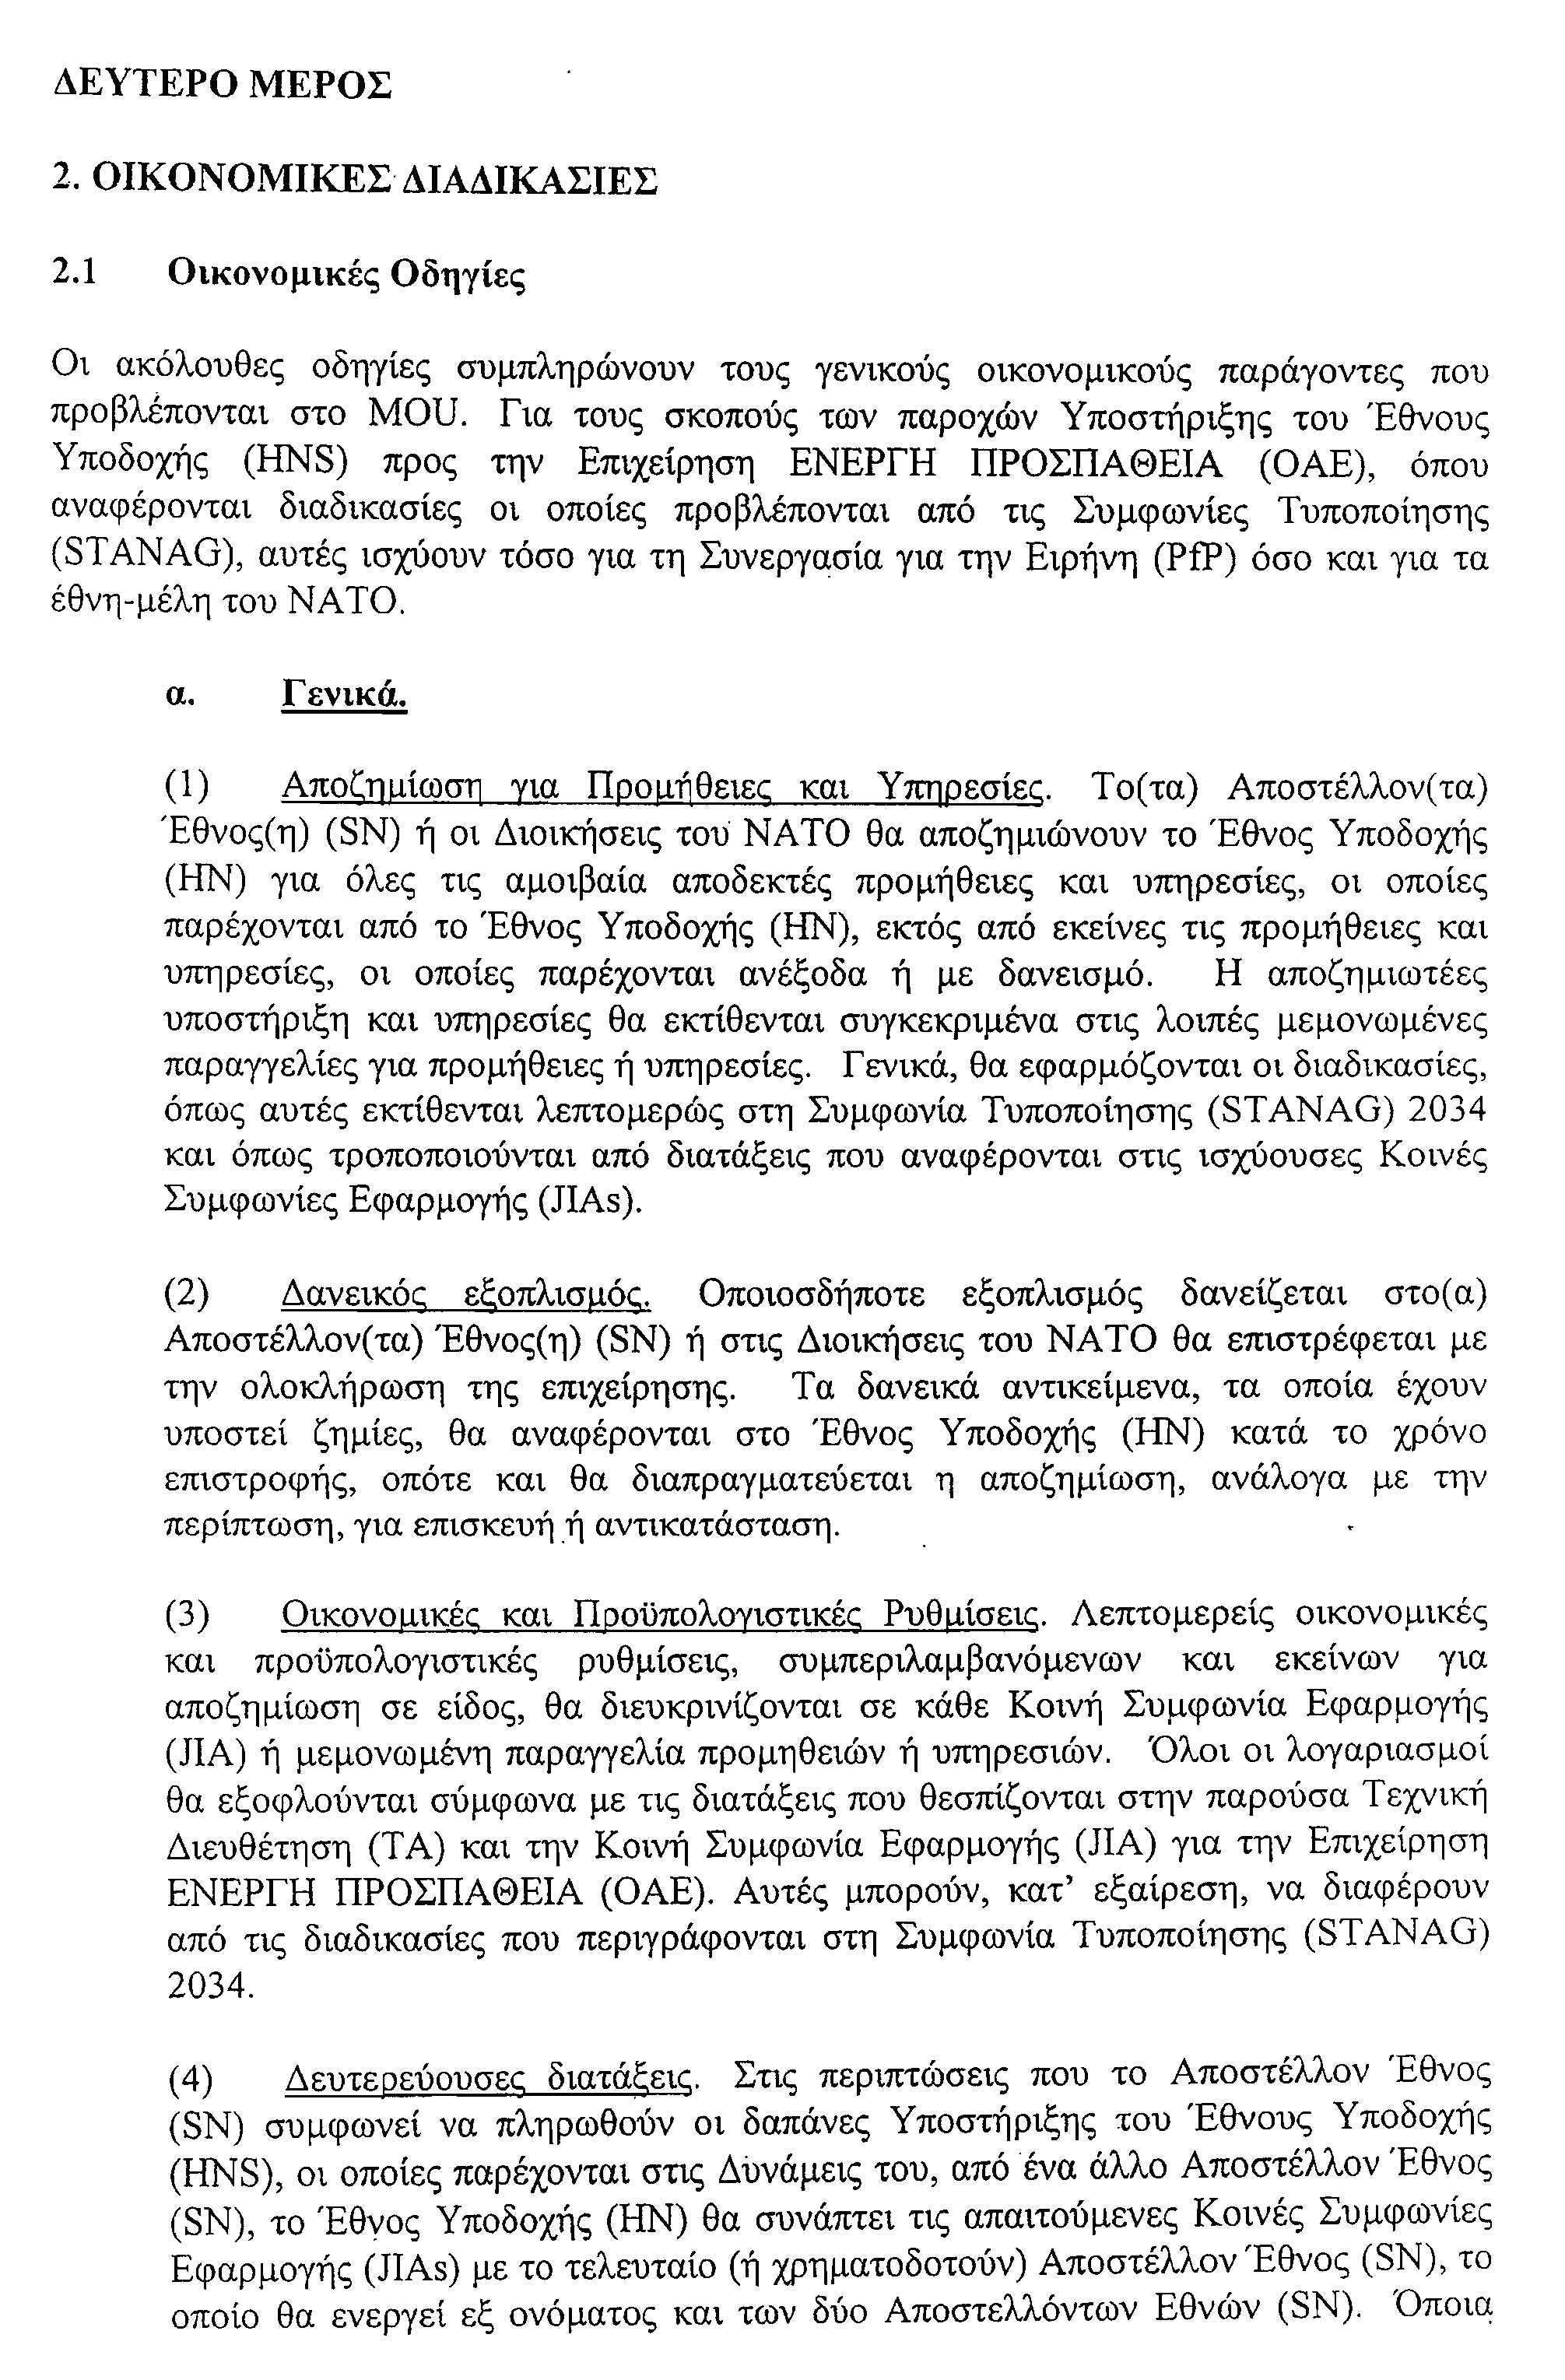 ΔΕΥΤΕΡΟ ΜΕΡΟΣ
2. ΟΙΚΟΝΟΜΙΚΕΣ ΔΙΑΔΙΚΑΣΙΕΣ
2.1 Οικονομικές Οδηγίες
Οι ακόλουθες οδηγίες συμπληρώνουν τους γενικούς οικονομικούς παράγοντες που
προβλέπονται στο MOU. Για τους σκοπούς των παροχών Υποστήριξης του Έθνους
Υποδοχής (HNS) προς την Επιχείρηση ΕΝΕΡΓΗ ΠΡΟΣΠΑΘΕΙΑ (OAE), όπου
αναφέρονται διαδικασίες οι οποίες προβλέπονται από τις Συμφωνίες Τυποποίησης
(STANAG), αυτές ισχύουν τόσο για τη Συνεργασία για την Ειρήνη (PfP) όσο και για τα
έθνη-μέλη του ΝΑΤΟ.
α. Γενικά.
(1) Αποζημίωση για Προμήθειες και Υπηρεσίες. Το(τα) Αποστέλλον(τα)
Έθνος(η) (SN) ή οι Διοικήσεις του ΝΑΤΟ θα αποζημιώνουν το Έθνος Υποδοχής
(HN) για όλες τις αμοιβαία αποδεκτές προμήθειες και υπηρεσίες, οι οποίες
παρέχονται από το Έθνος Υποδοχής (HN), εκτός από εκείνες τις προμήθειες και
υπηρεσίες, οι οποίες παρέχονται ανέξοδα ή με δανεισμό. Η αποζημιωτέες
υποστήριξη και υπηρεσίες θα εκτίθενται συγκεκριμένα στις λοιπές μεμονωμένες
παραγγελίες για προμήθειες ή υπηρεσίες. Γενικά, θα εφαρμόζονται οι διαδικασίες,
όπως αυτές εκτίθενται λεπτομερώς στη Συμφωνία Τυποποίησης (STANAG) 2034
και όπως τροποποιούνται από διατάξεις που αναφέρονται στις ισχύουσες Κοινές
Συμφωνίες Εφαρμογής (JIAs).
(2) Δανεικός εξοπλισμός. Οποιοσδήποτε εξοπλισμός δανείζεται στο(α)
Αποστέλλον(τα) Έθνος(η) (SN) ή στις Διοικήσεις του ΝΑΤΟ θα επιστρέφεται με
την ολοκλήρωση της επιχείρησης. Τα δανεικά αντικείμενα, τα οποία έχουν
υποστεί ζημίες, θα αναφέρονται στο Έθνος Υποδοχής (HN) κατά το χρόνο
επιστροφής, οπότε και θα διαπραγματεύεται η αποζημίωση, ανάλογα με την
περίπτωση, για επισκευή ή αντικατάσταση.
(3) Οικονομικές και Προϋπολογιστικές Ρυθμίσεις. Λεπτομερείς οικονομικές
και προϋπολογιστικές ρυθμίσεις, συμπεριλαμβανόμενων και εκείνων για
αποζημίωση σε είδος, θα διευκρινίζονται σε κάθε Κοινή Συμφωνία Εφαρμογής
(JIA) ή μεμονωμένη παραγγελία προμηθειών ή υπηρεσιών. Όλοι οι λογαριασμοί
θα εξοφλούνται σύμφωνα με τις διατάξεις που θεσπίζονται στην παρούσα Τεχνική
Διευθέτηση (TA) και την Κοινή Συμφωνία Εφαρμογής (JIA) για την Επιχείρηση
ΕΝΕΡΓΗ ΠΡΟΣΠΑΘΕΙΑ (OAE). Αυτές μπορούν, κατ’ εξαίρεση, να διαφέρουν
από τις διαδικασίες που περιγράφονται στη Συμφωνία Τυποποίησης (STANAG)
2034.
(4) Δευτερεύουσες διατάξεις. Στις περιπτώσεις που το Αποστέλλον Έθνος
(SN) συμφωνεί να πληρωθούν οι δαπάνες Υποστήριξης του Έθνους Υποδοχής
(HNS), οι οποίες παρέχονται στις Δυνάμεις του, από ένα άλλο Αποστέλλον Έθνος
(SN), το Έθνος Υποδοχής (HN) θα συνάπτει τις απαιτούμενες Κοινές Συμφωνίες
Εφαρμογής (JIAs) με το τελευταίο (ή χρηματοδοτούν) Αποστέλλον Έθνος (SN), το
οποίο θα ενεργεί εξ ονόματος και των δύο Αποστελλόντων Εθνών (SN). Όποια